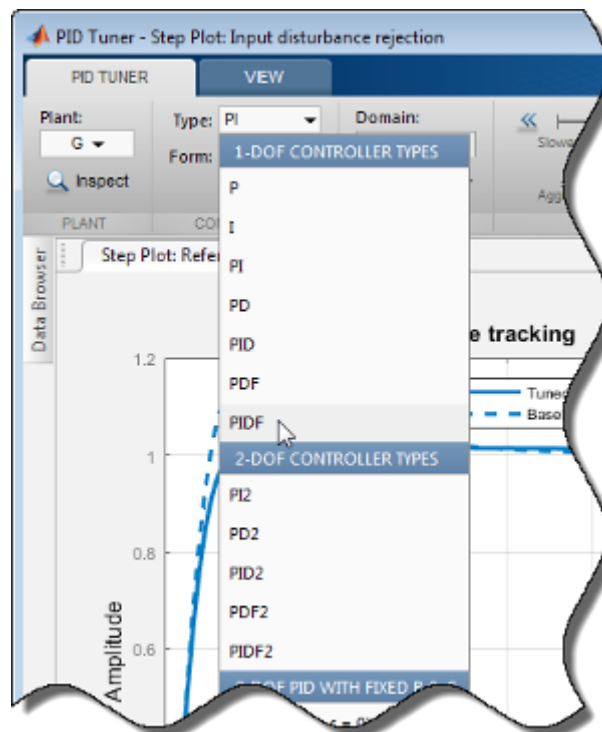 PID Tuner - Step Plot: Input disturbance rejection
PID TUNER VIEW
Plant: Type: PI Domain:
G Form:
Inspect
PLANT
1-DOF CONTROLLER TYPES
P
I
PI
PD
PID
PDF
PIDF
2-DOF CONTROLLER TYPES
PI2
PD2
PID2
PDF2
PIDF2
Data Browser
Step Plot:
tracking
1.2
1
0.8
0.6
Amplitude